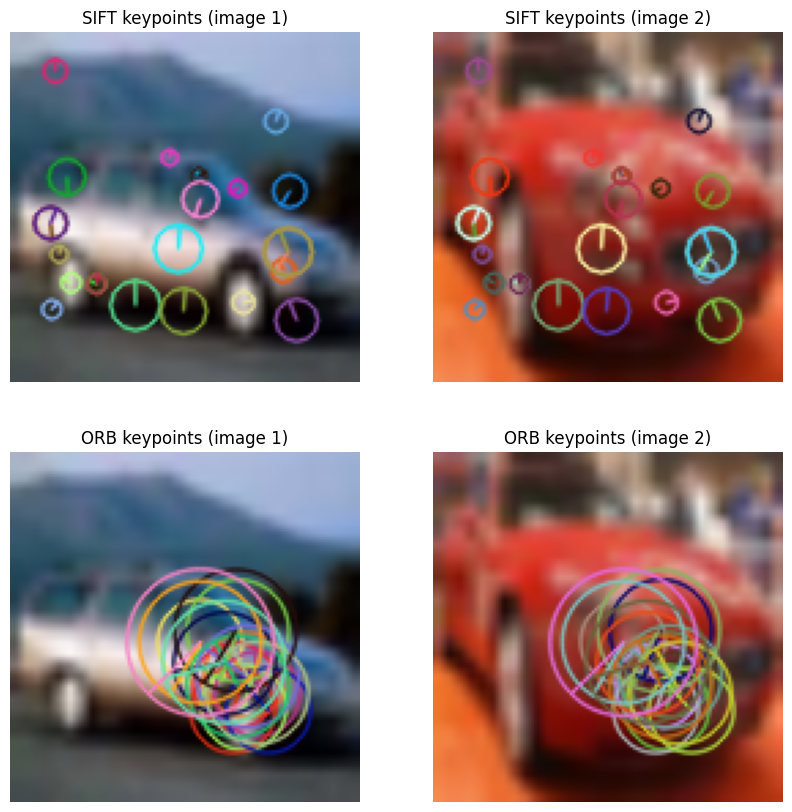 SIFT keypoints (image 1)
SIFT keypoints (image 2)
ORB keypoints (image 1)
ORB keypoints (image 2)